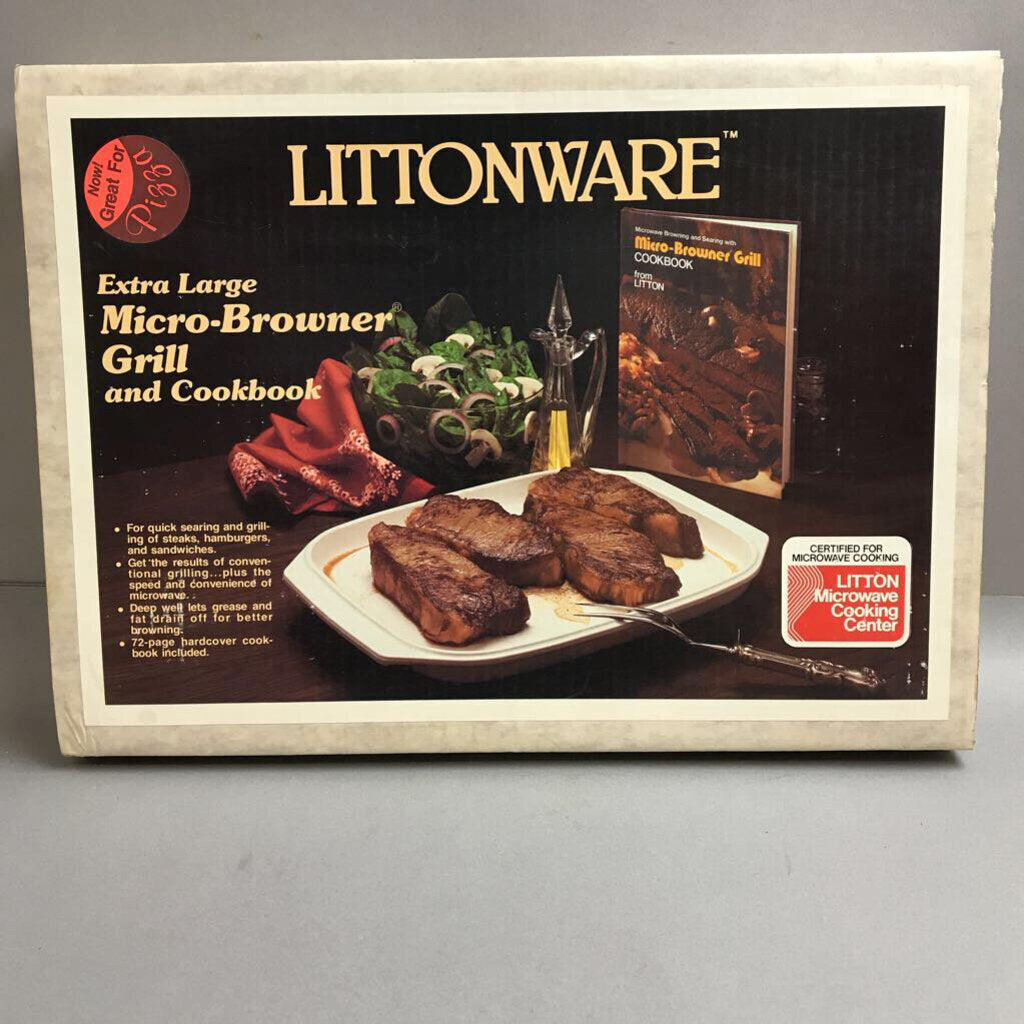 Now!
Great For
Pizza
LITTONWARE™
Extra Large
Micro-Browner®
Grill
and Cookbook
Microwave Browning and Searing with
Micro-Browner Grill
COOKBOOK
from
LITTON
• For quick searing and grill-
ing of steaks, hamburgers,
and sandwiches.
• Get the results of conven-
tional grilling...plus the
speed and convenience of
microwave.
• Deep well lets grease and
fat drain off for better
browning.
• 72-page hardcover cook-
book included.
CERTIFIED FOR
MICROWAVE COOKING
LITTON
Microwave
Cooking
Center